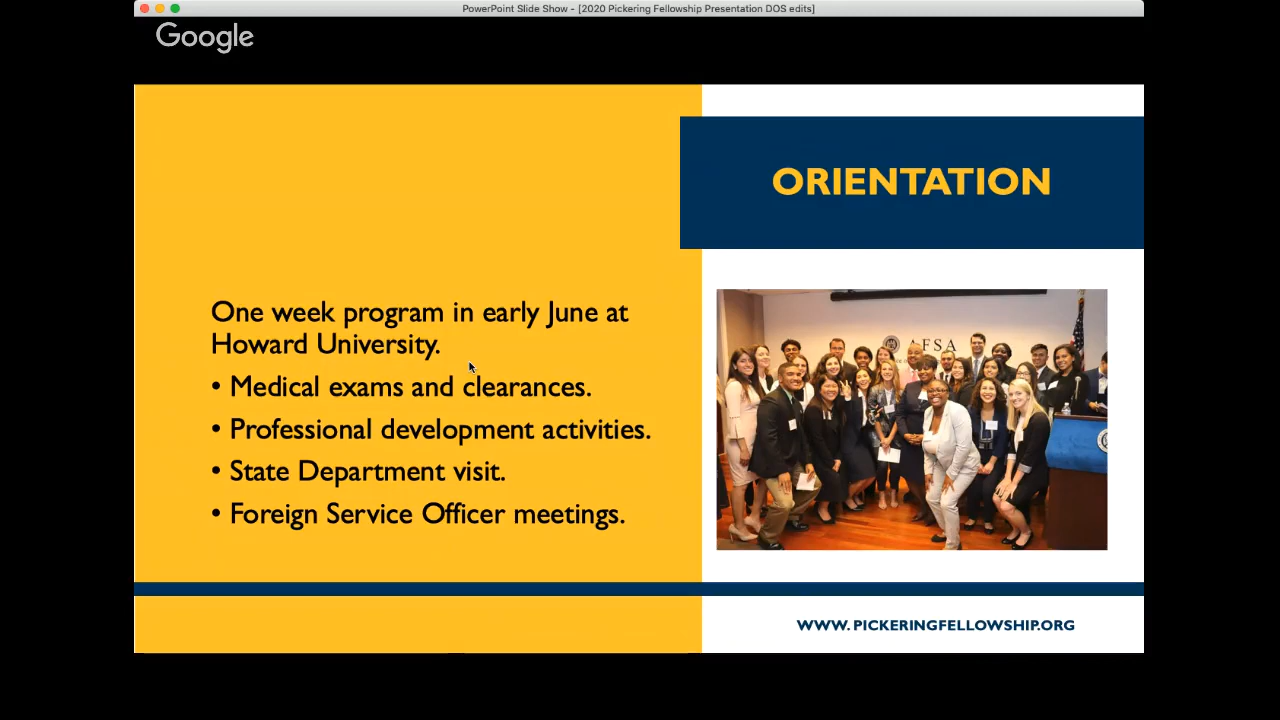 PowerPoint Slide Show - [2020 Pickering Fellowship Presentation DOS edits]
Google
ORIENTATION
One week program in early June at
Howard University.
• Medical exams and clearances.
• Professional development activities.
• State Department visit.
• Foreign Service Officer meetings.
AFSA
WWW.PICKERINGFELLOWSHIP.ORG